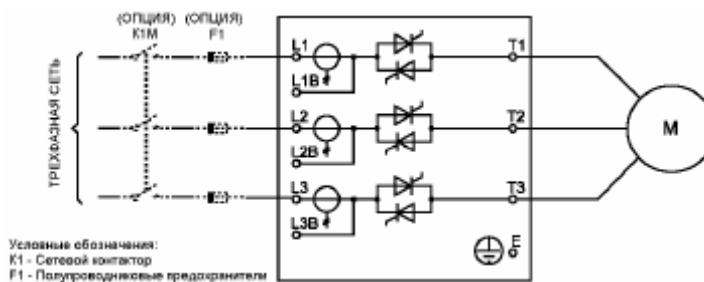 (ОПЦИЯ) (ОПЦИЯ)
К1М F1
L1 T1
L1B
L2 T2
L2B
L3 T3
L3B
ТРЕХФАЗНАЯ СЕТЬ
M
E
Условные обозначения:
К1 - Сетевой контактор
F1 - Полупроводниковые предохранители